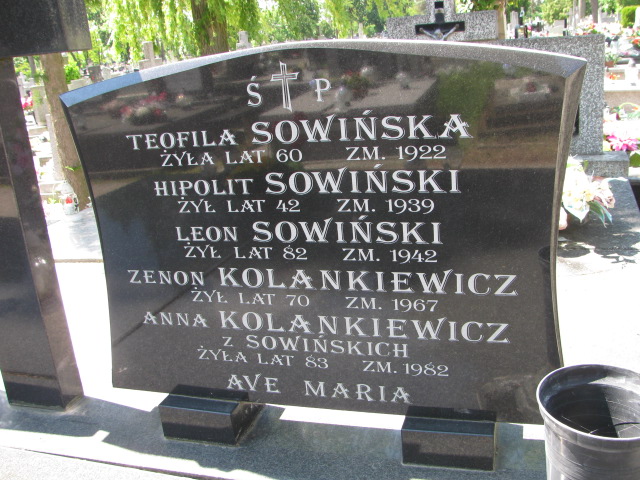 Ś P
TEOFILA SOWIŃSKA
ŻYŁA LAT 60 ZM. 1922
HIPOLIT SOWIŃSKI
ŻYŁ LAT 42 ZM. 1939
LEON SOWIŃSKI
ŻYŁ LAT 82 ZM. 1942
ZENON KOLANKIEWICZ
ŻYŁ LAT 70 ZM. 1967
ANNA KOLANKIEWICZ
Z SOWIŃSKICH
ŻYŁA LAT 83 ZM. 1982
AVE MARIA